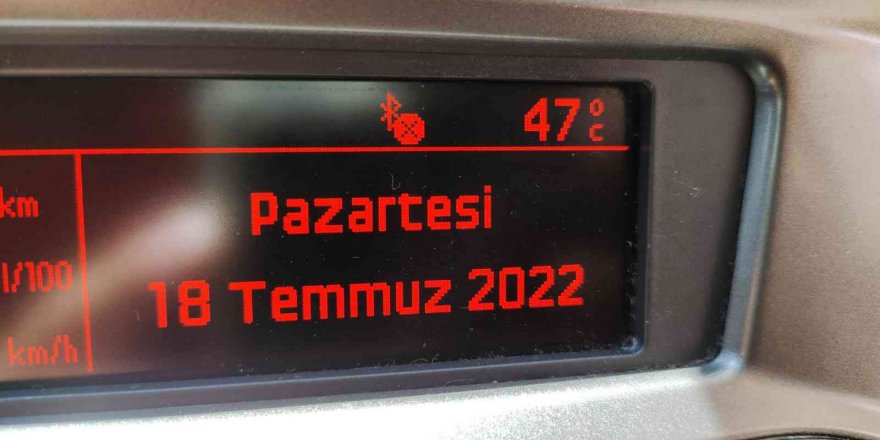 47°C
km
Pazartesi
l/100
18 Temmuz 2022
km/h